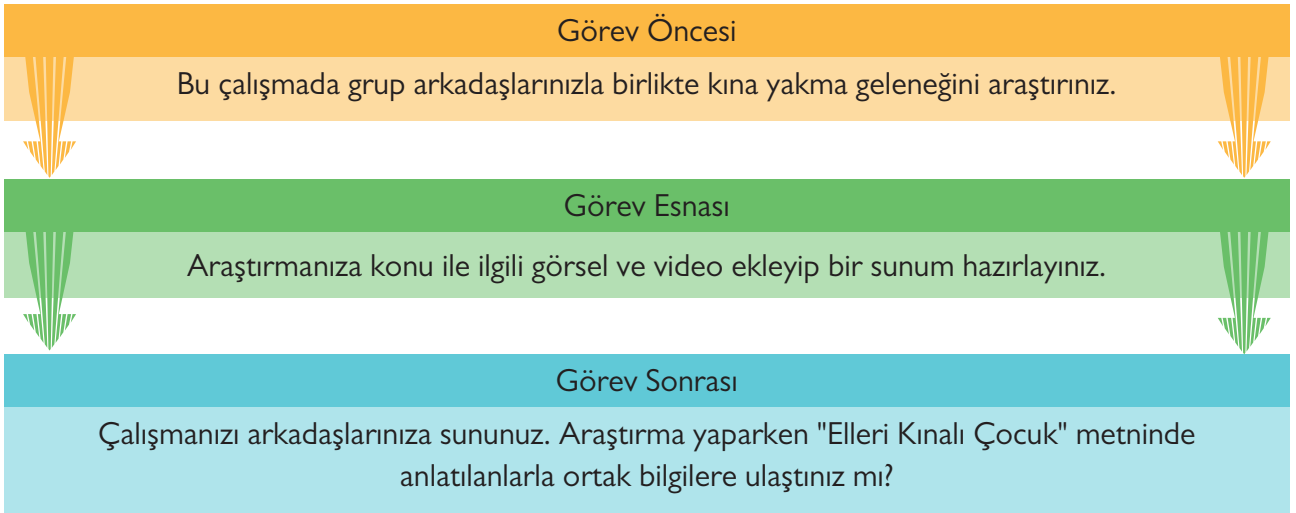 Görev Öncesi
Bu çalışmada grup arkadaşlarınızla birlikte kına yakma geleneğini araştırınız.
Görev Esnası
Araştırmanıza konu ile ilgili görsel ve video ekleyip bir sunum hazırlayınız.
Görev Sonrası
Çalışmanızı arkadaşlarınıza sununuz. Araştırma yaparken "Elleri Kınalı Çocuk" metninde
anlatılanlarla ortak bilgilere ulaştınız mı?